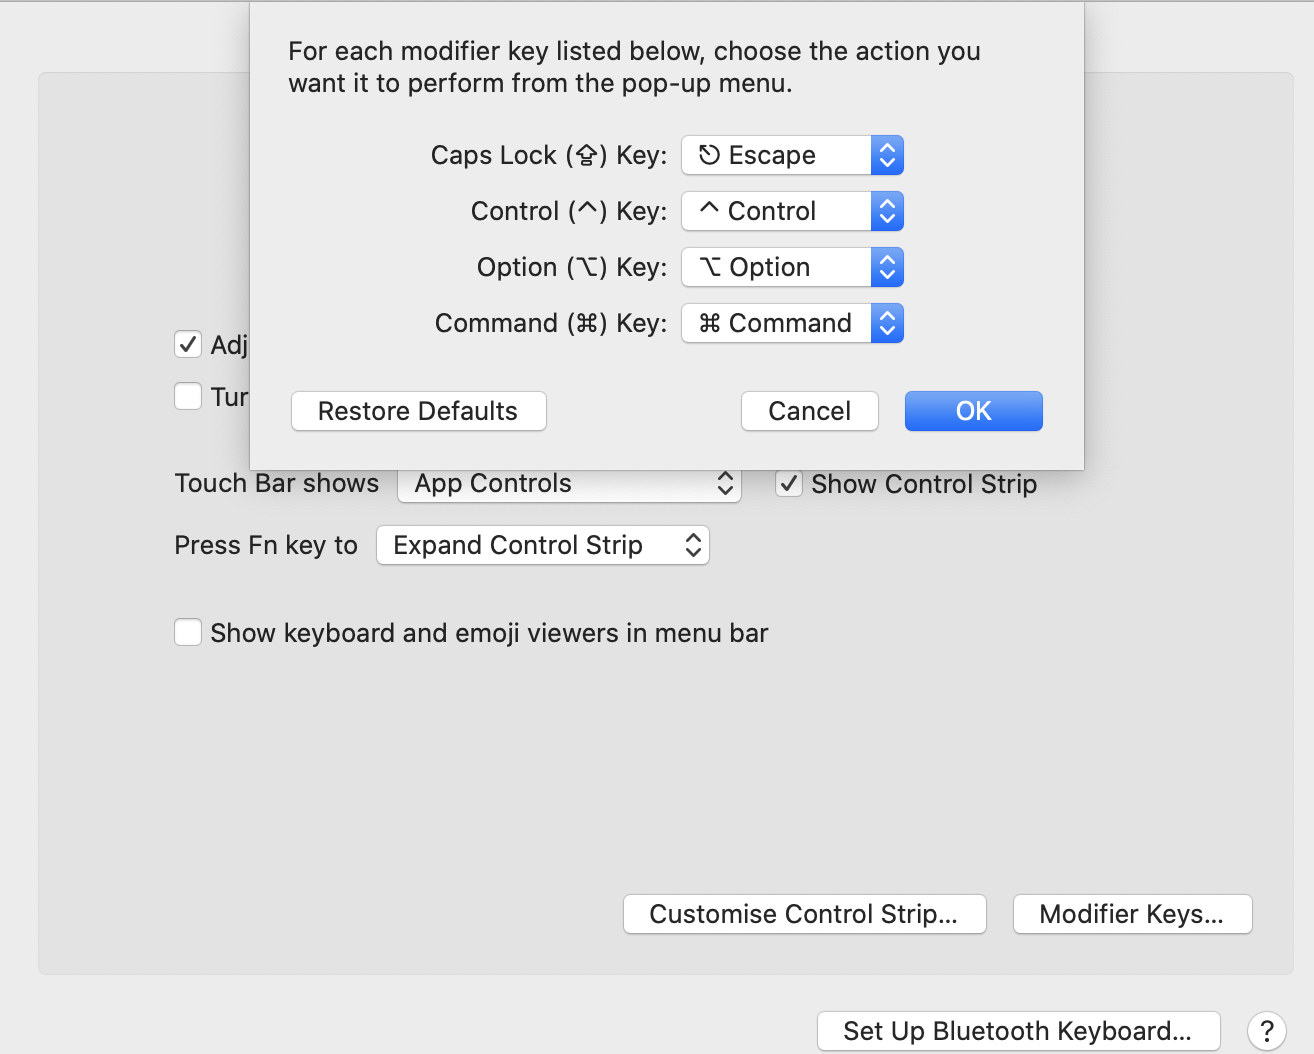 For each modifier key listed below, choose the action you
want it to perform from the pop-up menu.
Caps Lock (⇪) Key: ⎋ Escape
Control (^) Key: ^ Control
Option (⌥) Key: ⌥ Option
Command (⌘) Key: ⌘ Command
Adj
Tur
Restore Defaults Cancel OK
Touch Bar shows App Controls Show Control Strip
Press Fn key to Expand Control Strip
Show keyboard and emoji viewers in menu bar
Customise Control Strip... Modifier Keys...
Set Up Bluetooth Keyboard... ?